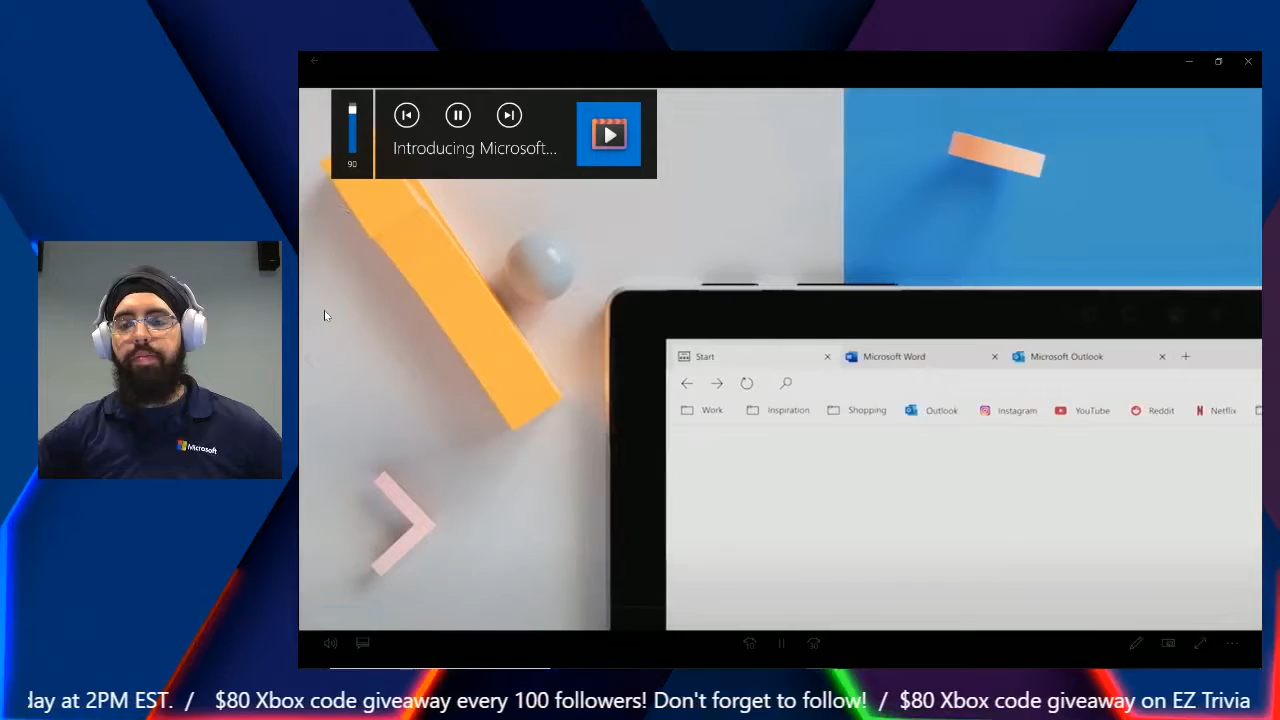 90
Introducing Microsoft...
Start
Microsoft Word
Microsoft Outlook
Work
Inspiration
Shopping
Outlook
Instagram
YouTube
Reddit
Netflix
Microsoft
10
30
day at 2PM EST. / $80 Xbox code giveaway every 100 followers! Don't forget to follow! / $80 Xbox code giveaway on EZ Trivia